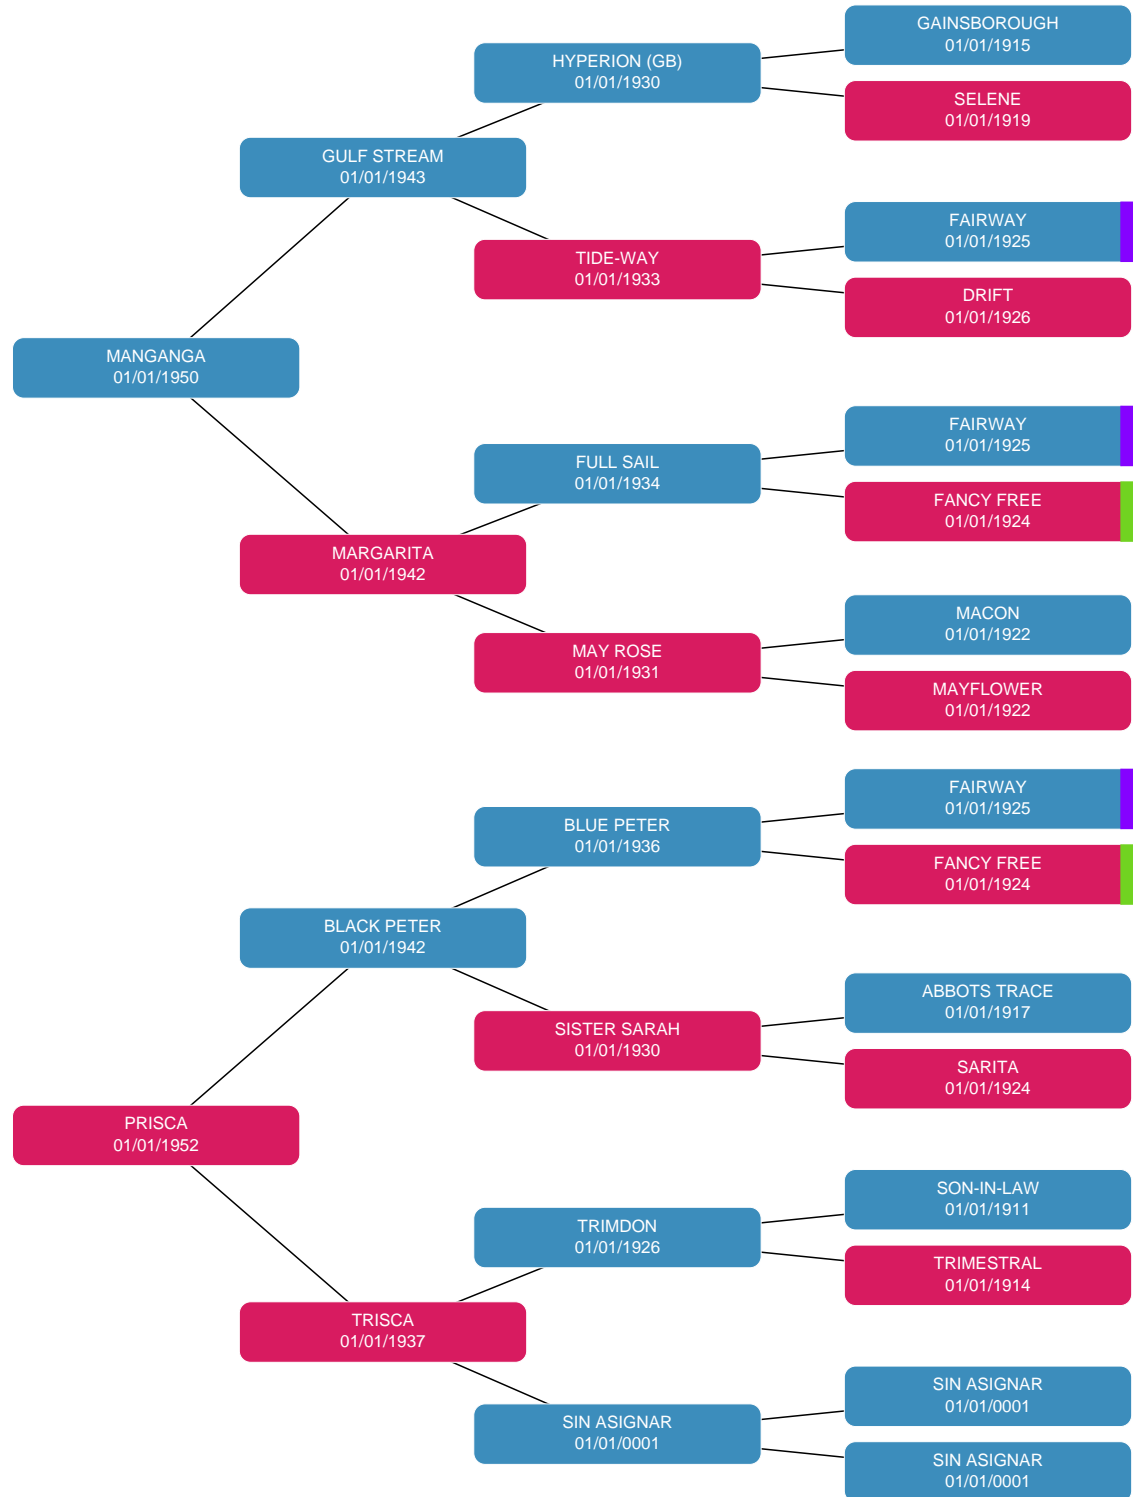 GAINSBOROUGH
01/01/1915
HYPERION (GB)
01/01/1930
SELENE
01/01/1919
GULF STREAM
01/01/1943
FAIRWAY
01/01/1925
TIDE-WAY
01/01/1933
DRIFT
01/01/1926
MANGANGA
01/01/1950
FAIRWAY
01/01/1925
FULL SAIL
01/01/1934
FANCY FREE
01/01/1924
MARGARITA
01/01/1942
MACON
01/01/1922
MAY ROSE
01/01/1931
MAYFLOWER
01/01/1922
FAIRWAY
01/01/1925
BLUE PETER
01/01/1936
FANCY FREE
01/01/1924
BLACK PETER
01/01/1942
ABBOTS TRACE
01/01/1917
SISTER SARAH
01/01/1930
SARITA
01/01/1924
PRISCA
01/01/1952
SON-IN-LAW
01/01/1911
TRIMDON
01/01/1926
TRIMESTRAL
01/01/1914
TRISCA
01/01/1937
SIN ASIGNAR
01/01/0001
SIN ASIGNAR
01/01/0001
SIN ASIGNAR
01/01/0001